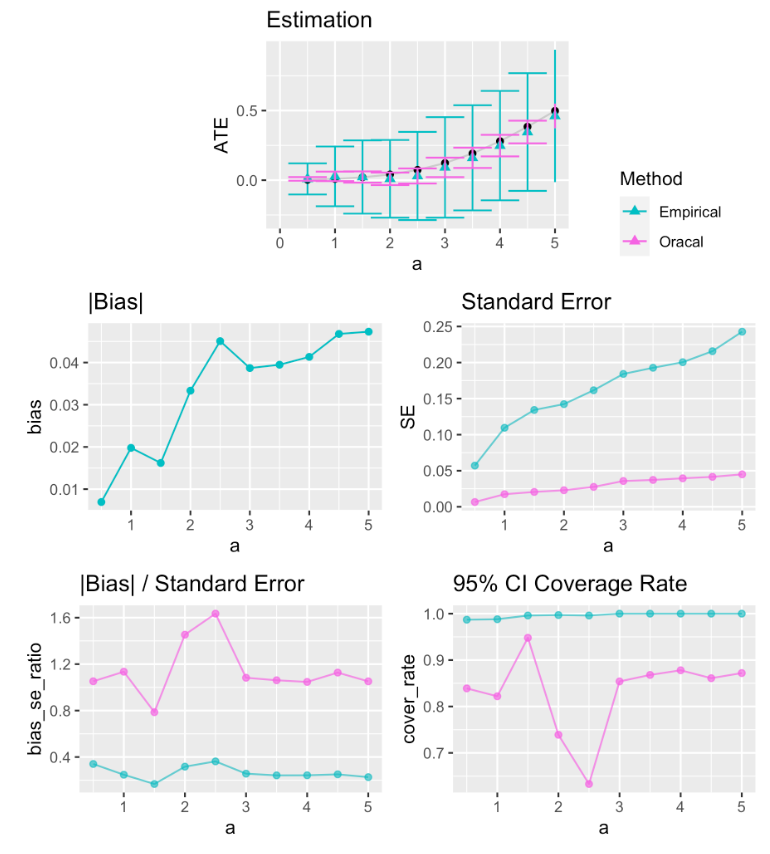 Estimation
ATE
0.5
0.0
0 1 2 3 4 5
a
Method
Empirical
Oracal
|Bias|
bias
0.04
0.03
0.02
0.01
1 2 3 4 5
a
Standard Error
SE
0.25
0.20
0.15
0.10
0.05
0.00
1 2 3 4 5
a
|Bias| / Standard Error
bias_se_ratio
1.6
1.2
0.8
0.4
1 2 3 4 5
a
95% CI Coverage Rate
cover_rate
1.0
0.9
0.8
0.7
1 2 3 4 5
a